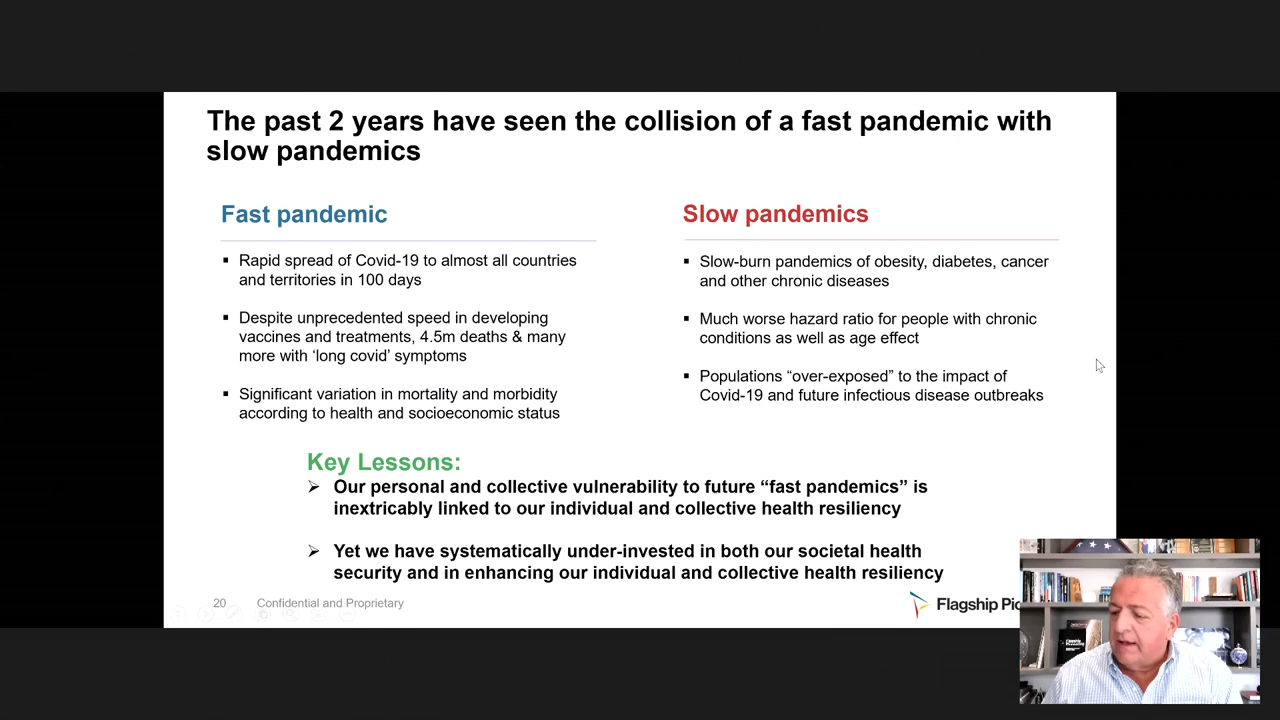 The past 2 years have seen the collision of a fast pandemic with
slow pandemics
Fast pandemic
▪ Rapid spread of Covid-19 to almost all countries
and territories in 100 days
▪ Despite unprecedented speed in developing
vaccines and treatments, 4.5m deaths & many
more with ‘long covid’ symptoms
▪ Significant variation in mortality and morbidity
according to health and socioeconomic status
Slow pandemics
▪ Slow-burn pandemics of obesity, diabetes, cancer
and other chronic diseases
▪ Much worse hazard ratio for people with chronic
conditions as well as age effect
▪ Populations “over-exposed” to the impact of
Covid-19 and future infectious disease outbreaks
Key Lessons:
➢ Our personal and collective vulnerability to future “fast pandemics” is
inextricably linked to our individual and collective health resiliency
➢ Yet we have systematically under-invested in both our societal health
security and in enhancing our individual and collective health resiliency
20 Confidential and Proprietary
Flagship